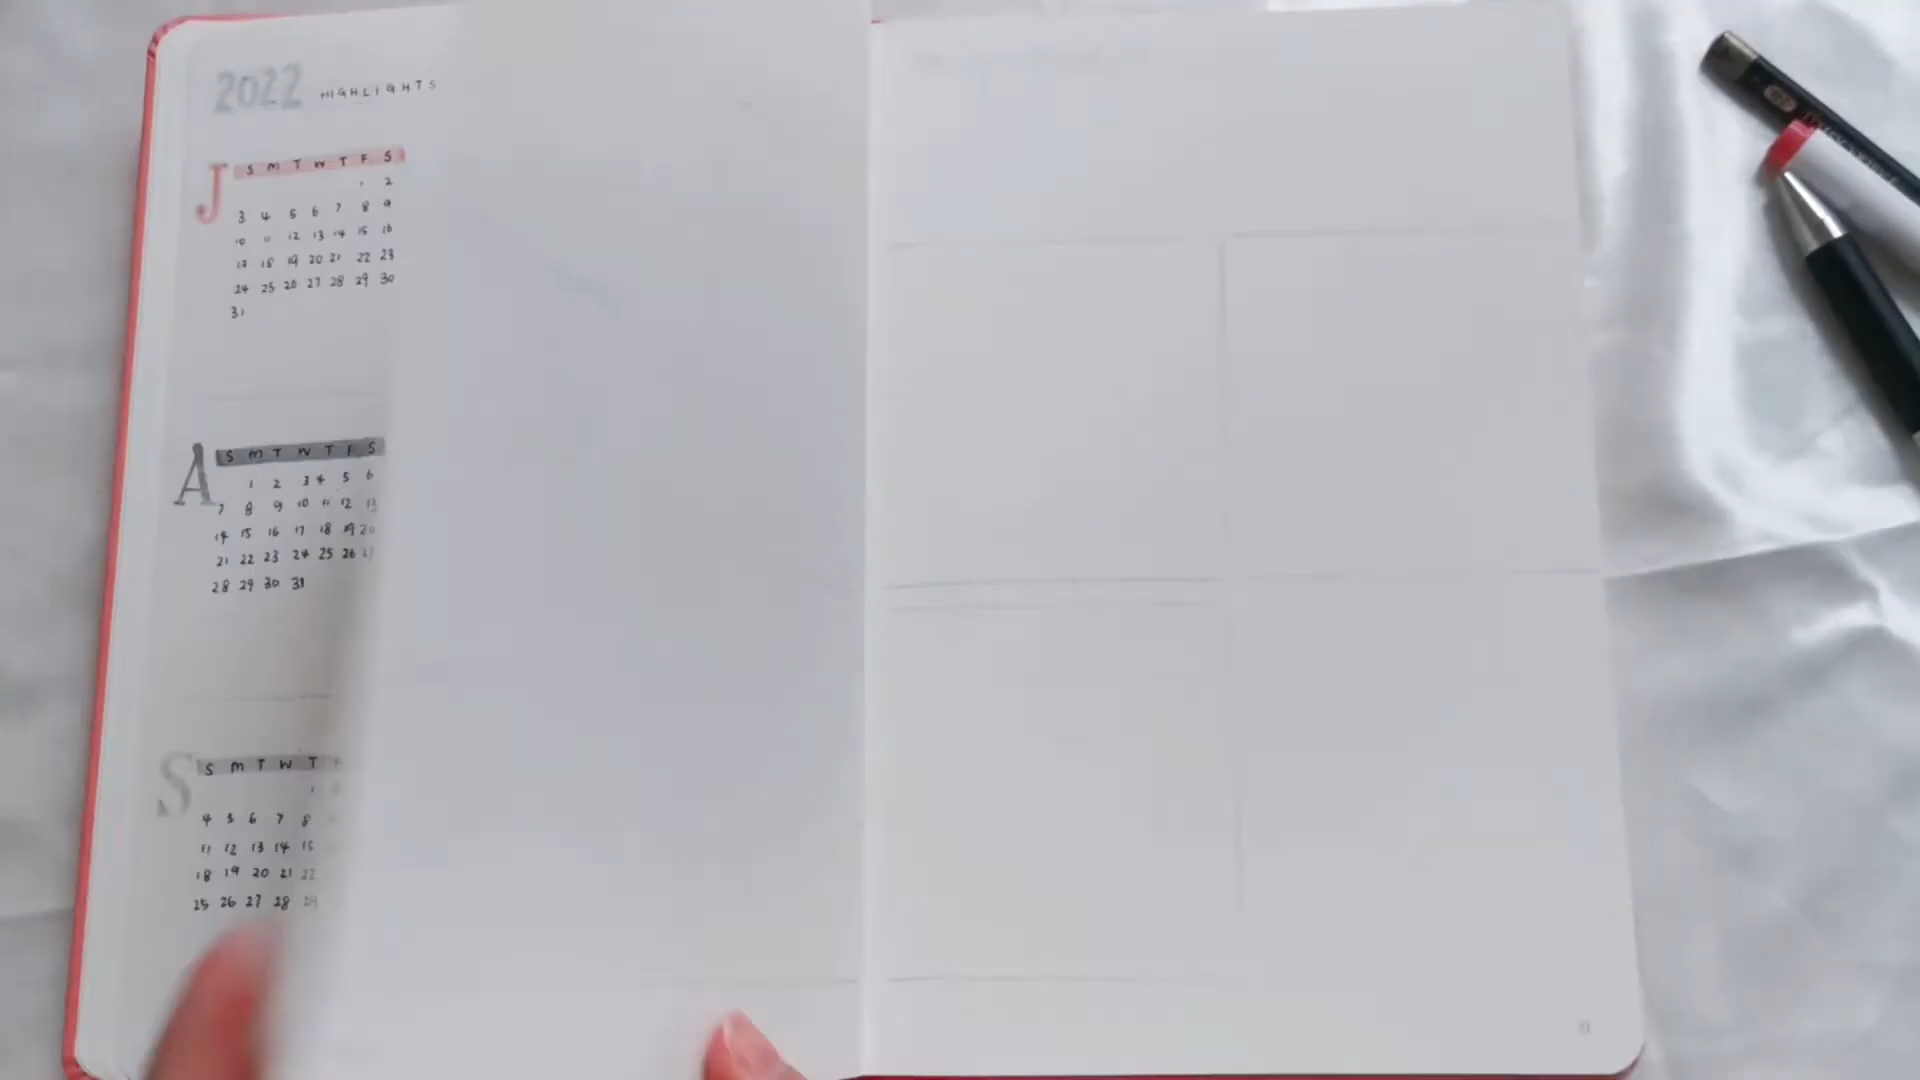 2022 HIGHLIGHTS
J S M T W T F S
1 2
3 4 5 6 7 8 9
10 11 12 13 14 15 16
17 18 19 20 21 22 23
24 25 26 27 28 29 30
31
A S M T W T F S
1 2 3 4 5 6
7 8 9 10 11 12 13
14 15 16 17 18 19 20
21 22 23 24 25 26 27
28 29 30 31
S S M T W T F
1
4 5 6 7 8
11 12 13 14 15
18 19 20 21 22
25 26 27 28 29